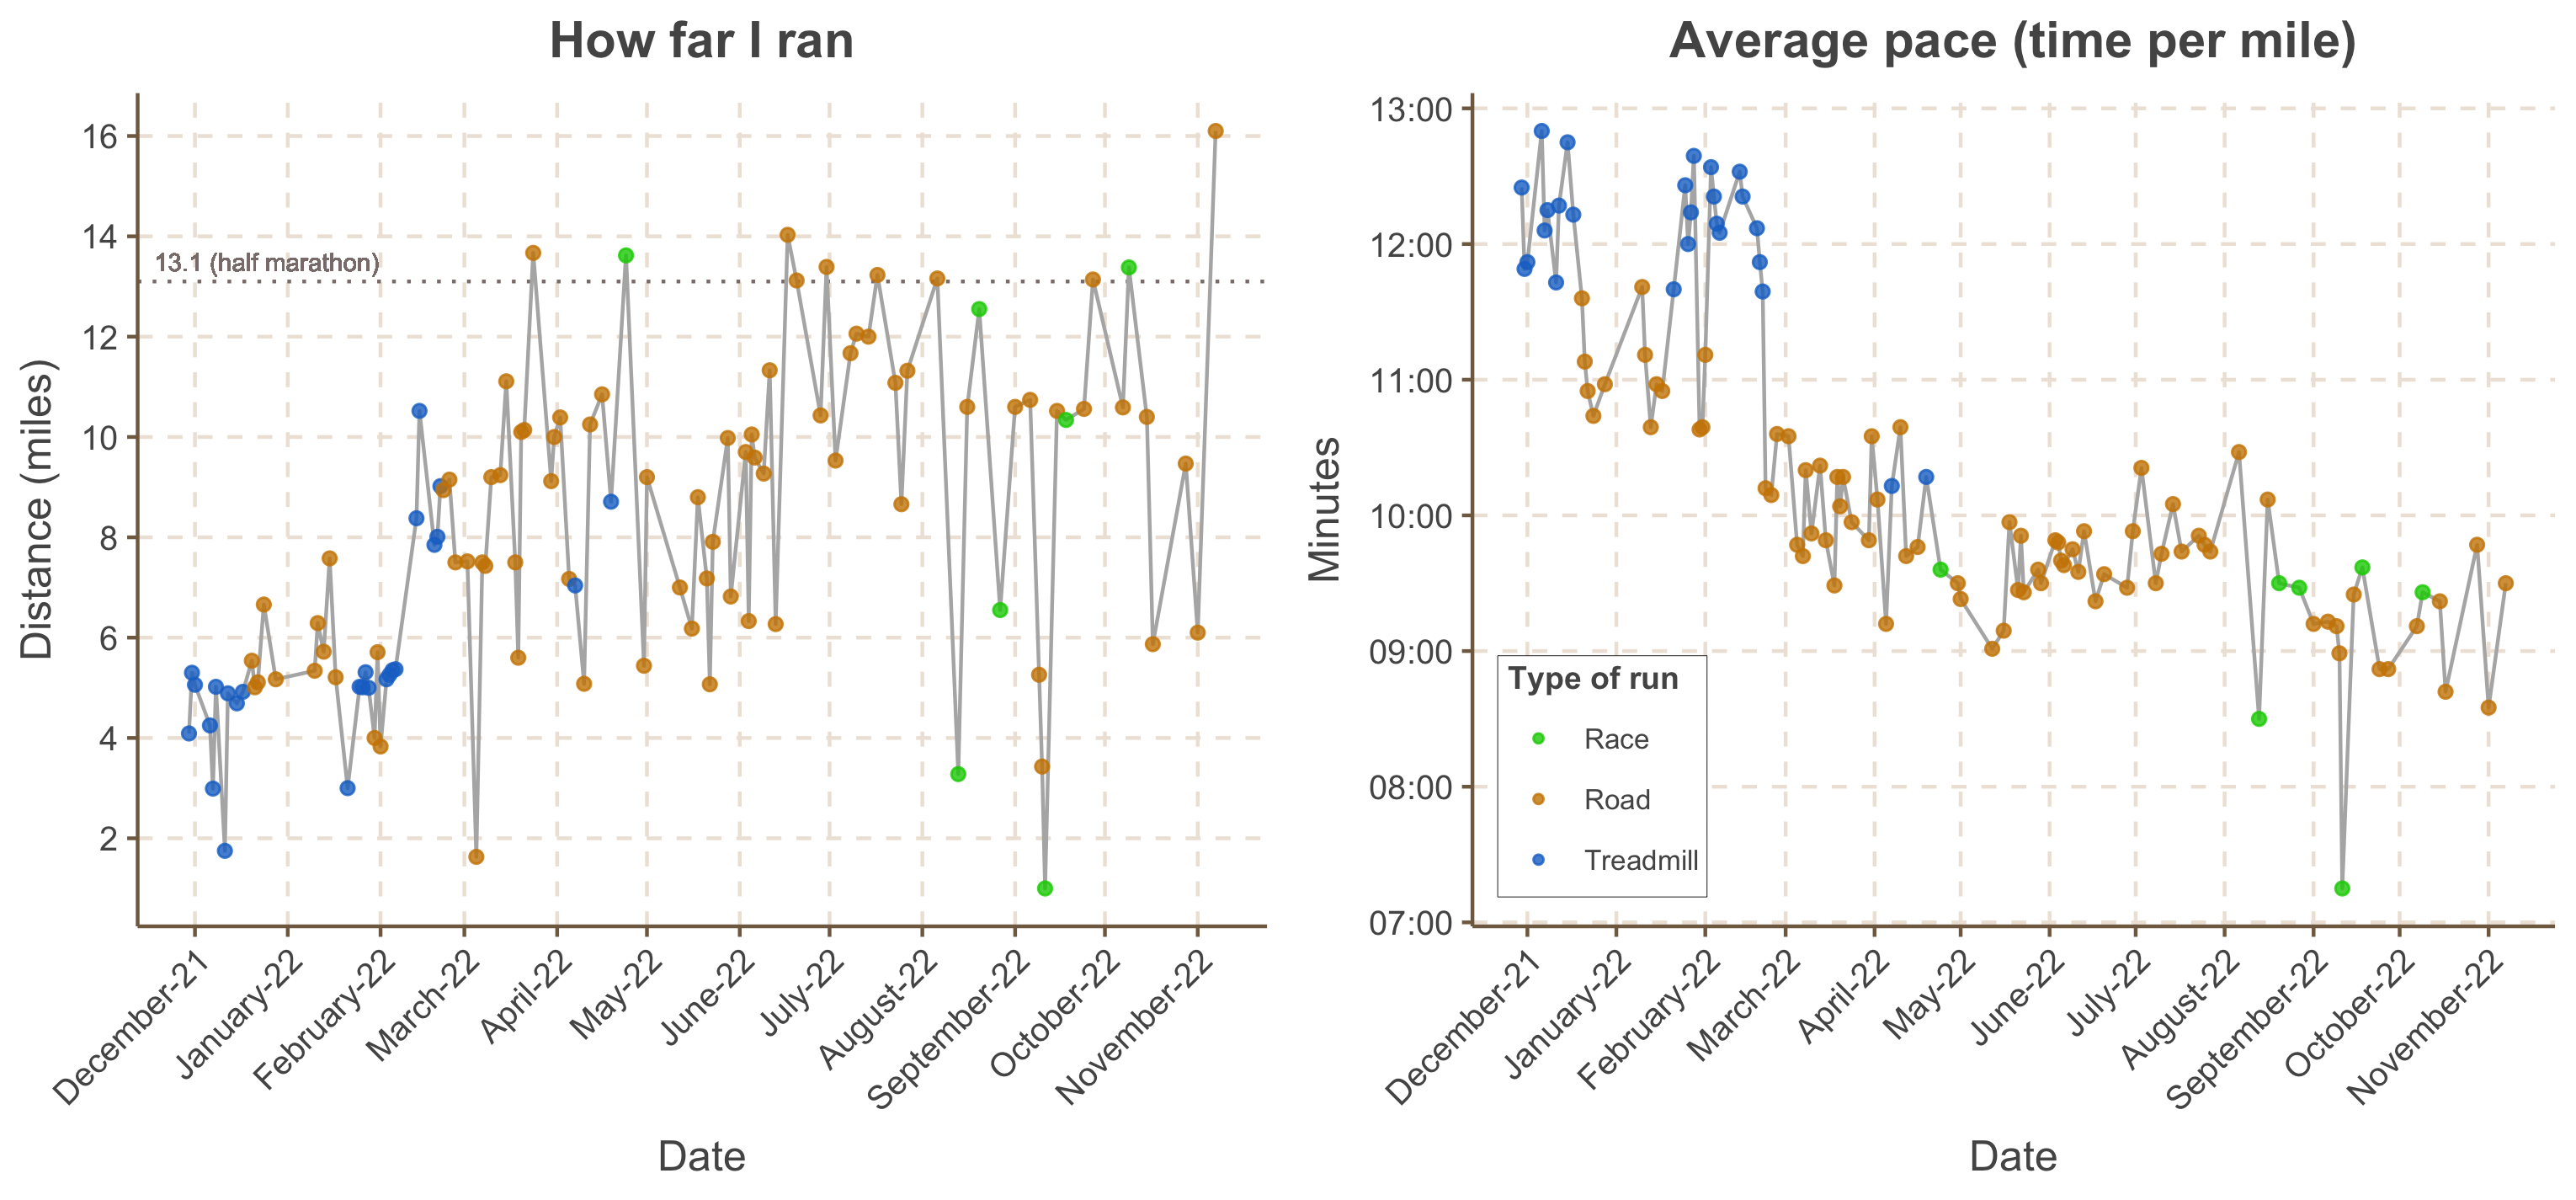 How far I ran
Distance (miles)
16
14
12
10
8
6
4
2
13.1 (half marathon)
December-21
January-22
February-22
March-22
April-22
May-22
June-22
July-22
August-22
September-22
October-22
November-22
Date
Average pace (time per mile)
Minutes
13:00
12:00
11:00
10:00
09:00
08:00
07:00
Type of run
Race
Road
Treadmill
December-21
January-22
February-22
March-22
April-22
May-22
June-22
July-22
August-22
September-22
October-22
November-22
Date